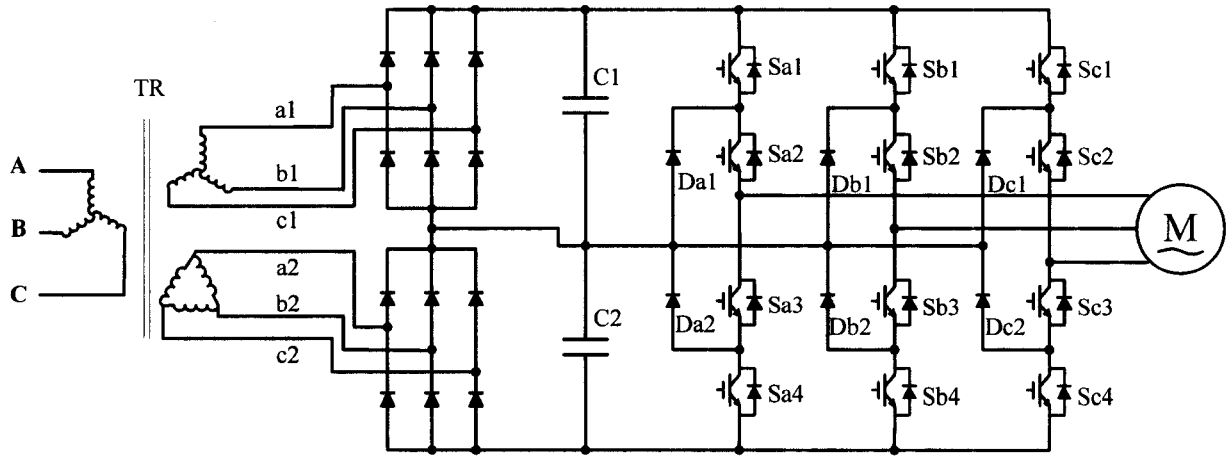 TR
A
B
C
a1
b1
c1
a2
b2
c2
C1
C2
Sa1
Sa2
Da1
Sa3
Da2
Sa4
Sb1
Sb2
Db1
Sb3
Db2
Sb4
Sc1
Sc2
Dc1
Sc3
Dc2
Sc4
M